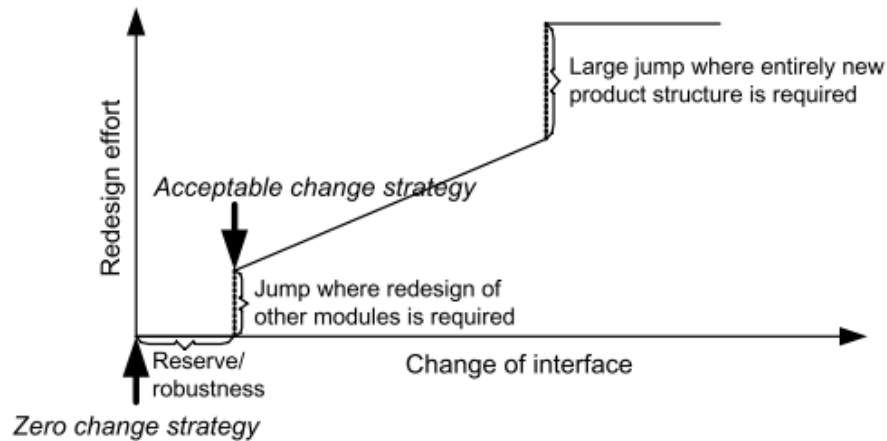 Large jump where entirely new
product structure is required
Redesign effort
Acceptable change strategy
Jump where redesign of
other modules is required
Reserve/
robustness
Change of interface
Zero change strategy